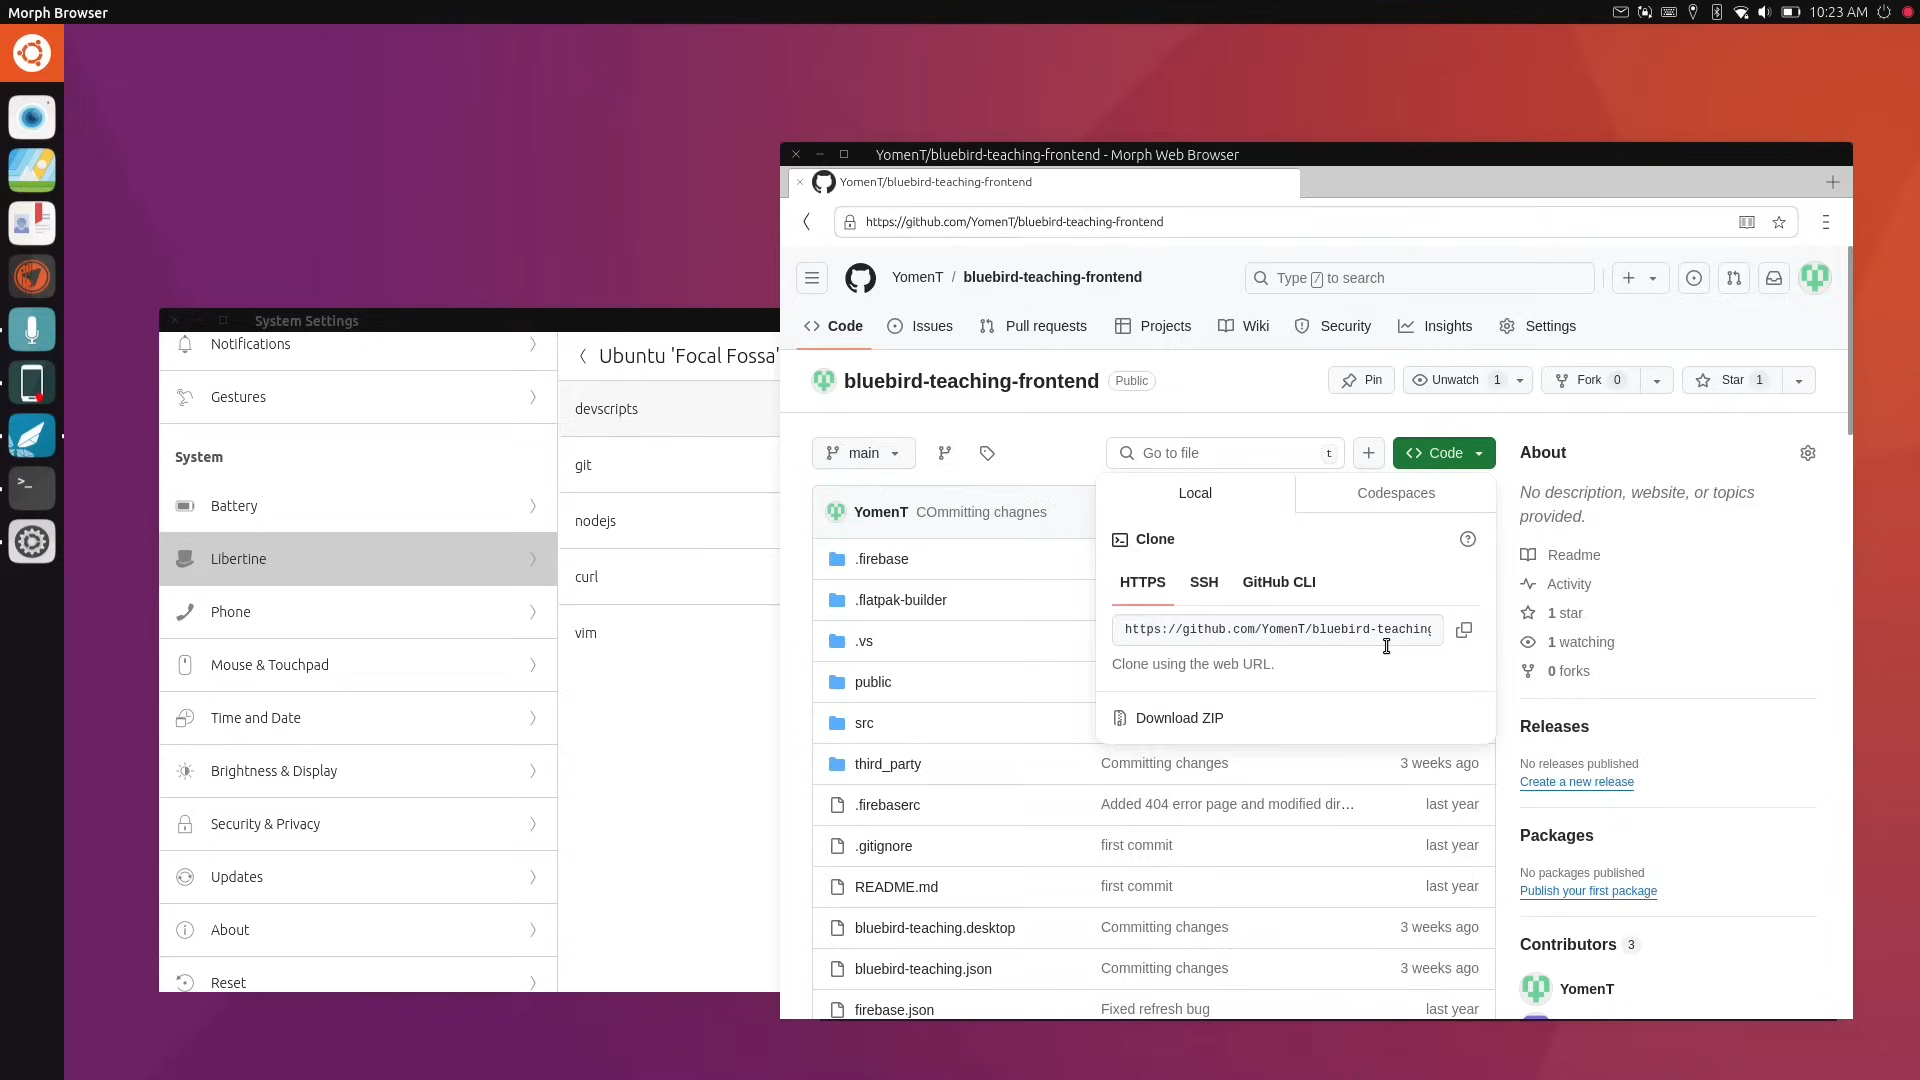 Morph Browser
10:23 AM
System Settings
Notifications
Gestures
System
Battery
Libertine
Phone
Mouse & Touchpad
Time and Date
Brightness & Display
Security & Privacy
Updates
About
Reset
Ubuntu 'Focal Fossa'
devscripts
git
nodejs
curl
vim
YomenT/bluebird-teaching-frontend - Morph Web Browser
YomenT/bluebird-teaching-frontend
https://github.com/YomenT/bluebird-teaching-frontend
YomenT / bluebird-teaching-frontend
Type / to search
Code Issues Pull requests Projects Wiki Security Insights Settings
bluebird-teaching-frontend Public
Pin Unwatch 1 Fork 0 Star 1
main
Go to file t
Code
YomenT COmmitting chagnes
.firebase
.flatpak-builder
.vs
public
src
third_party Committing changes 3 weeks ago
.firebaserc Added 404 error page and modified dir… last year
.gitignore first commit last year
README.md first commit last year
bluebird-teaching.desktop Committing changes 3 weeks ago
bluebird-teaching.json Committing changes 3 weeks ago
firebase.json Fixed refresh bug last year
Local Codespaces
Clone
HTTPS SSH GitHub CLI
https://github.com/YomenT/bluebird-teaching
Clone using the web URL.
Download ZIP
About
No description, website, or topics
provided.
Readme
Activity
1 star
1 watching
0 forks
Releases
No releases published
Create a new release
Packages
No packages published
Publish your first package
Contributors 3
YomenT